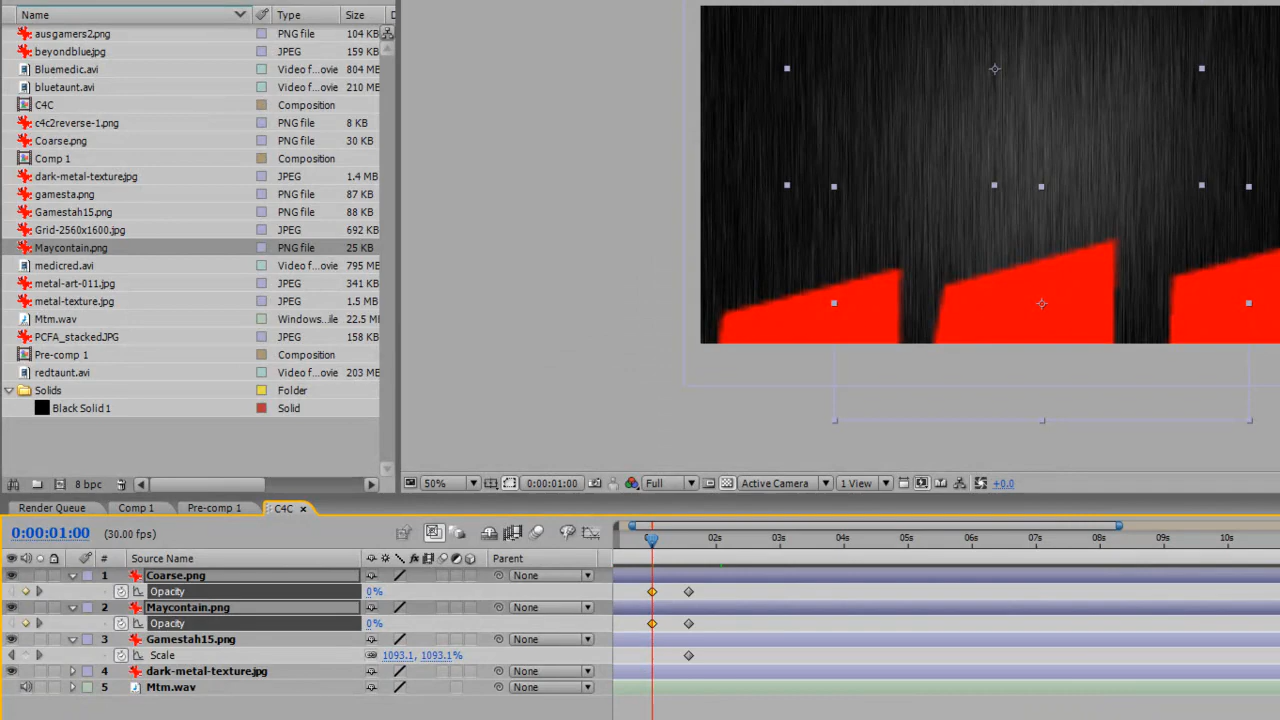 Name Type Size D
ausgamers2.png PNG file 104 KB
beyondblue.jpg JPEG 159 KB
Bluemedic.avi Video f...ovie 804 MB
bluetaunt.avi Video f...ovie 210 MB
C4C Composition
c4c2reverse-1.png PNG file 8 KB
Coarse.png PNG file 30 KB
Comp 1 Composition
dark-metal-texture.jpg JPEG 1.4 MB
gamesta.png PNG file 87 KB
Gamestah15.png PNG file 88 KB
Grid-2560x1600.jpg JPEG 692 KB
Maycontain.png PNG file 25 KB
medicred.avi Video f...ovie 795 MB
metal-art-011.jpg JPEG 341 KB
metal-texture.jpg JPEG 1.5 MB
Mtm.wav Windows...ile 22.5 M
PCFA_stackedJPG JPEG 158 KB
Pre-comp 1 Composition
redtaunt.avi Video f...ovie 203 MB
Solids Folder
Black Solid 1 Solid
8 bpc 50% 0:00:01:00 Full Active Camera 1 View +0.0
Render Queue Comp 1 Pre-comp 1 C4C
0:00:01:00 (30.00 fps) 02s 03s 04s 05s 06s 07s 08s 09s 10s
# Source Name Parent
1 Coarse.png None
Opacity 0%
2 Maycontain.png None
Opacity 0%
3 Gamestah15.png None
Scale 1093.1, 1093.1%
4 dark-metal-texture.jpg None
5 Mtm.wav None